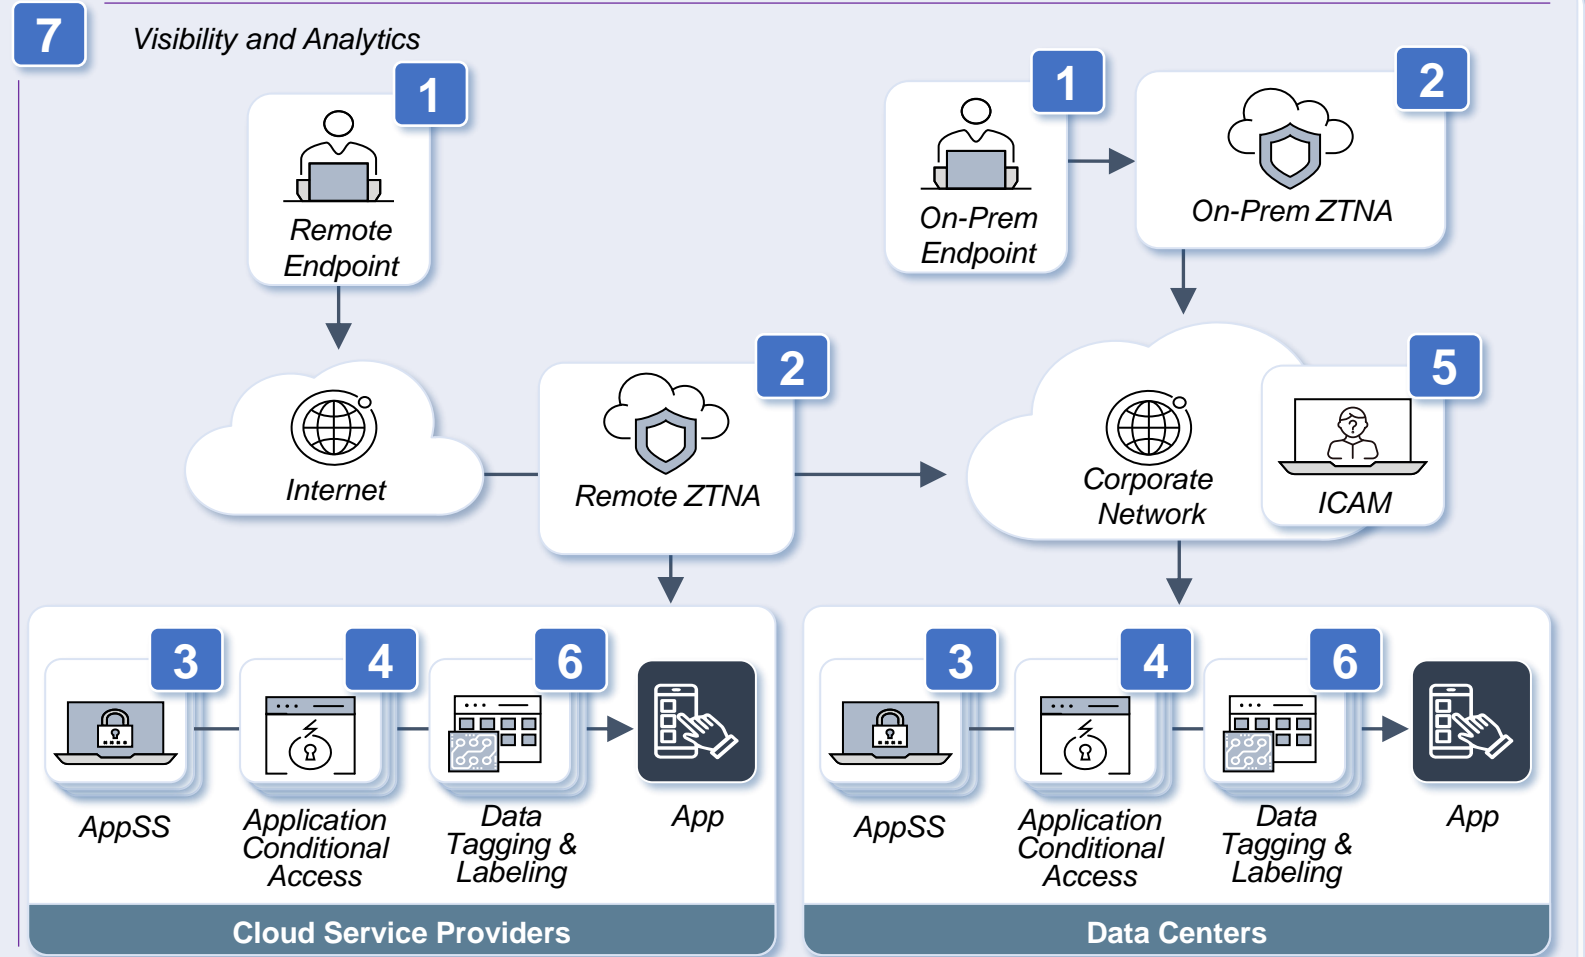 7
Visibility and Analytics
1
Remote
Endpoint
1
On-Prem
Endpoint
2
On-Prem ZTNA
Internet
2
Remote ZTNA
Corporate
Network
5
?
ICAM
3
AppSS
4
Application
Conditional
Access
6
Data
Tagging &
Labeling
App
Cloud Service Providers
3
AppSS
4
Application
Conditional
Access
6
Data
Tagging &
Labeling
App
Data Centers